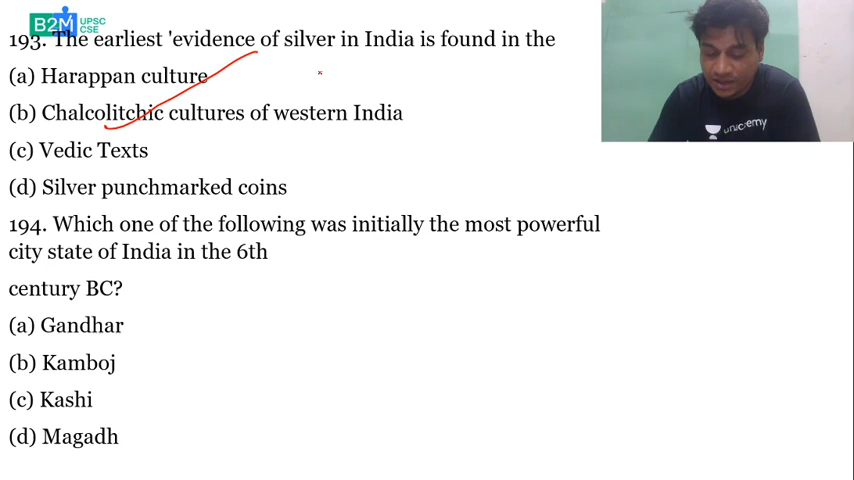 B2M UPSC
CSE
193. The earliest 'evidence of silver in India is found in the
(a) Harappan culture
(b) Chalcolitchic cultures of western India
(c) Vedic Texts
(d) Silver punchmarked coins
194. Which one of the following was initially the most powerful
city state of India in the 6th
century BC?
(a) Gandhar
(b) Kamboj
(c) Kashi
(d) Magadh
unacademy